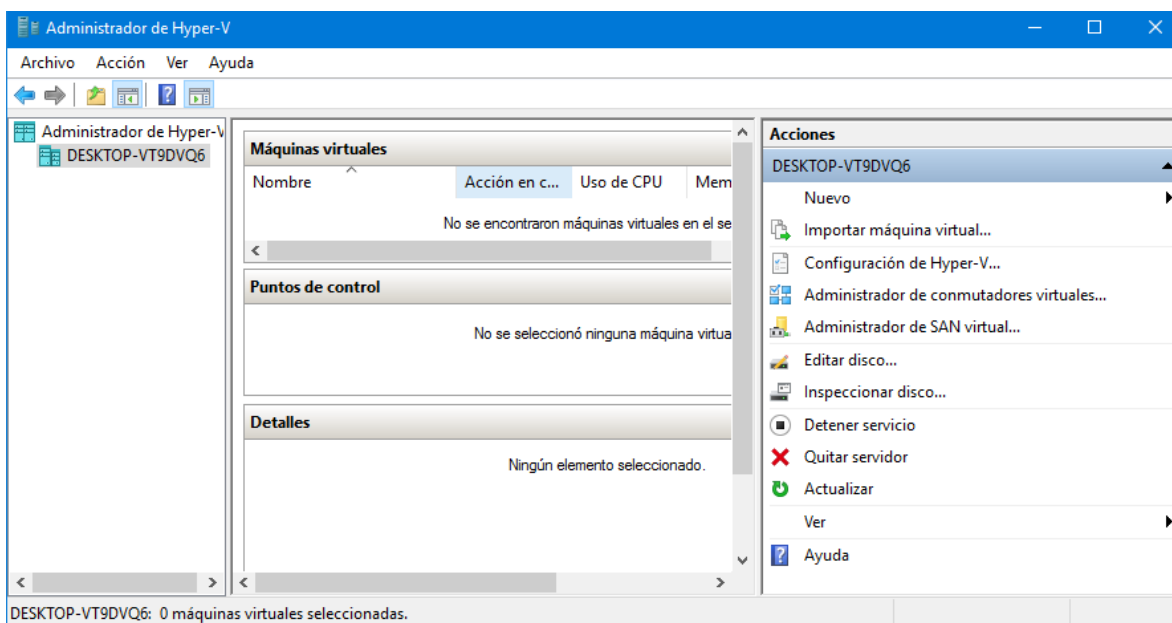 Administrador de Hyper-V
Archivo Acción Ver Ayuda
Administrador de Hyper-V
DESKTOP-VT9DVQ6
Máquinas virtuales
Nombre Acción en c... Uso de CPU Mem
No se encontraron máquinas virtuales en el se
Puntos de control
No se seleccionó ninguna máquina virtua
Detalles
Ningún elemento seleccionado.
Acciones
DESKTOP-VT9DVQ6
Nuevo
Importar máquina virtual...
Configuración de Hyper-V...
Administrador de conmutadores virtuales...
Administrador de SAN virtual...
Editar disco...
Inspeccionar disco...
Detener servicio
Quitar servidor
Actualizar
Ver
Ayuda
DESKTOP-VT9DVQ6: 0 máquinas virtuales seleccionadas.